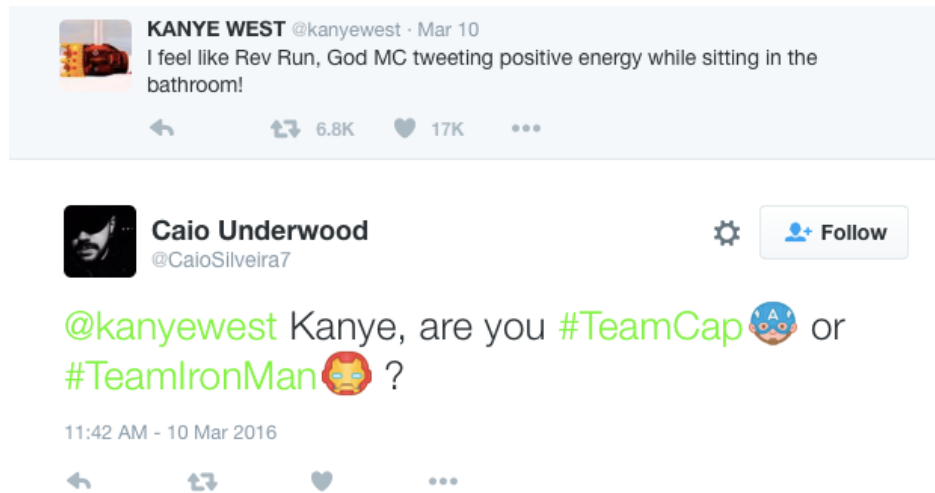 KANYE WEST @kanyewest · Mar 10
I feel like Rev Run, God MC tweeting positive energy while sitting in the
bathroom!
6.8K 17K
Caio Underwood
Follow
@CaioSilveira7
@kanyewest Kanye, are you #TeamCap or
#TeamIronMan ?
11:42 AM - 10 Mar 2016